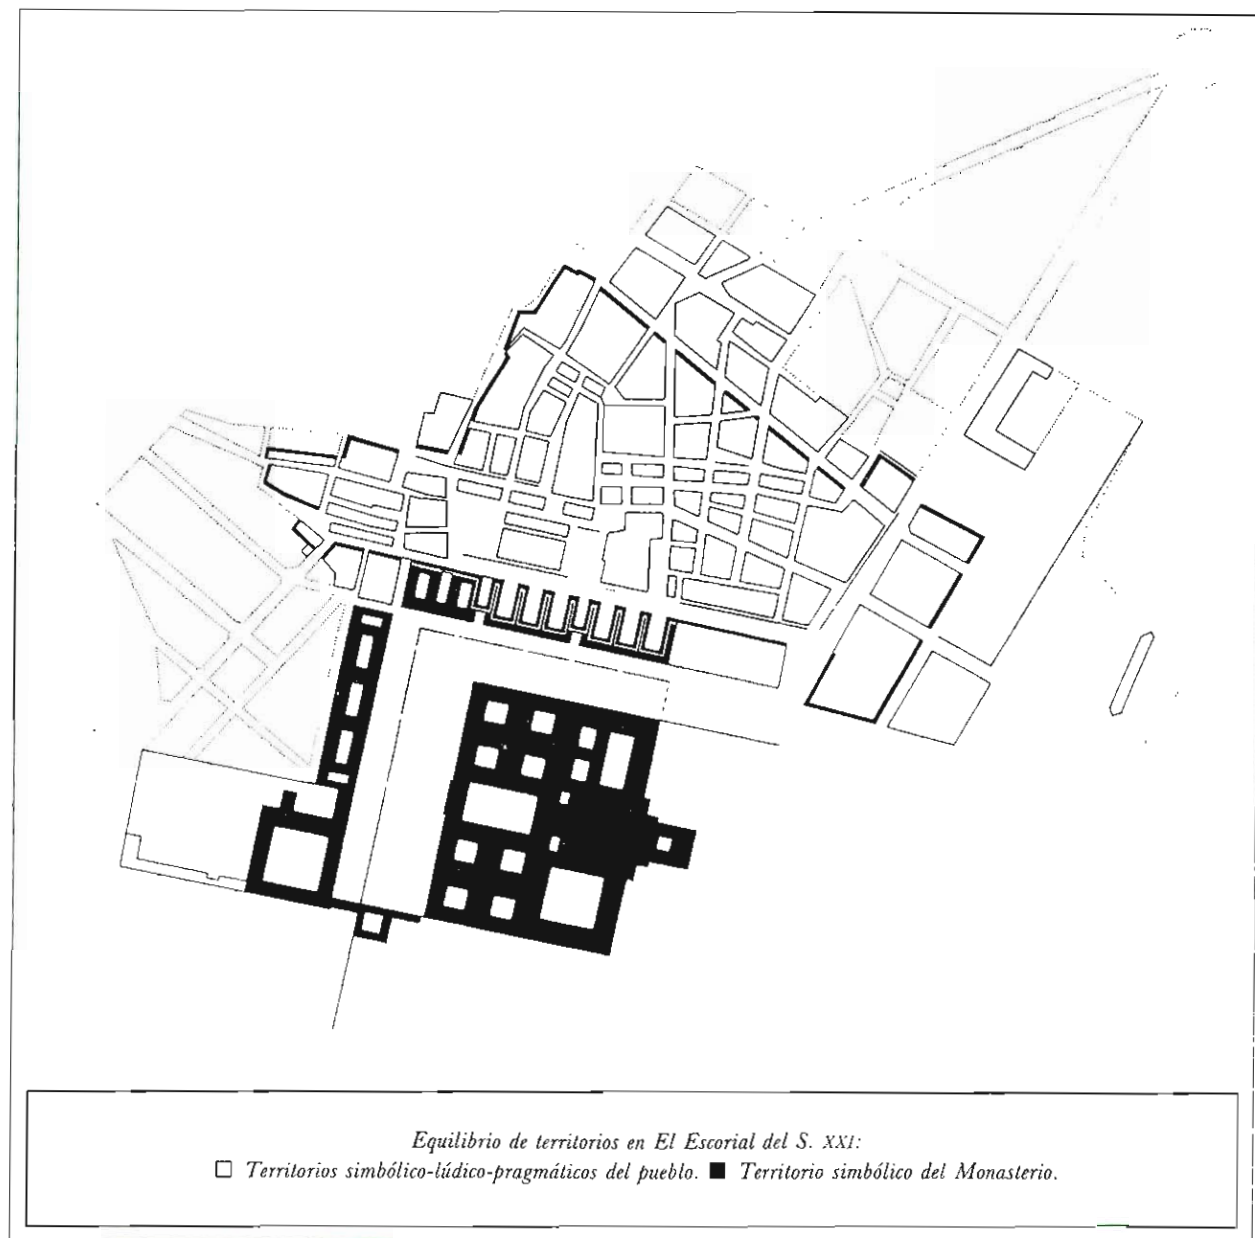 Equilibrio de territorios en El Escorial del S. XXI:
Territorios simbólico-lúdico-pragmáticos del pueblo. Territorio simbólico del Monasterio.